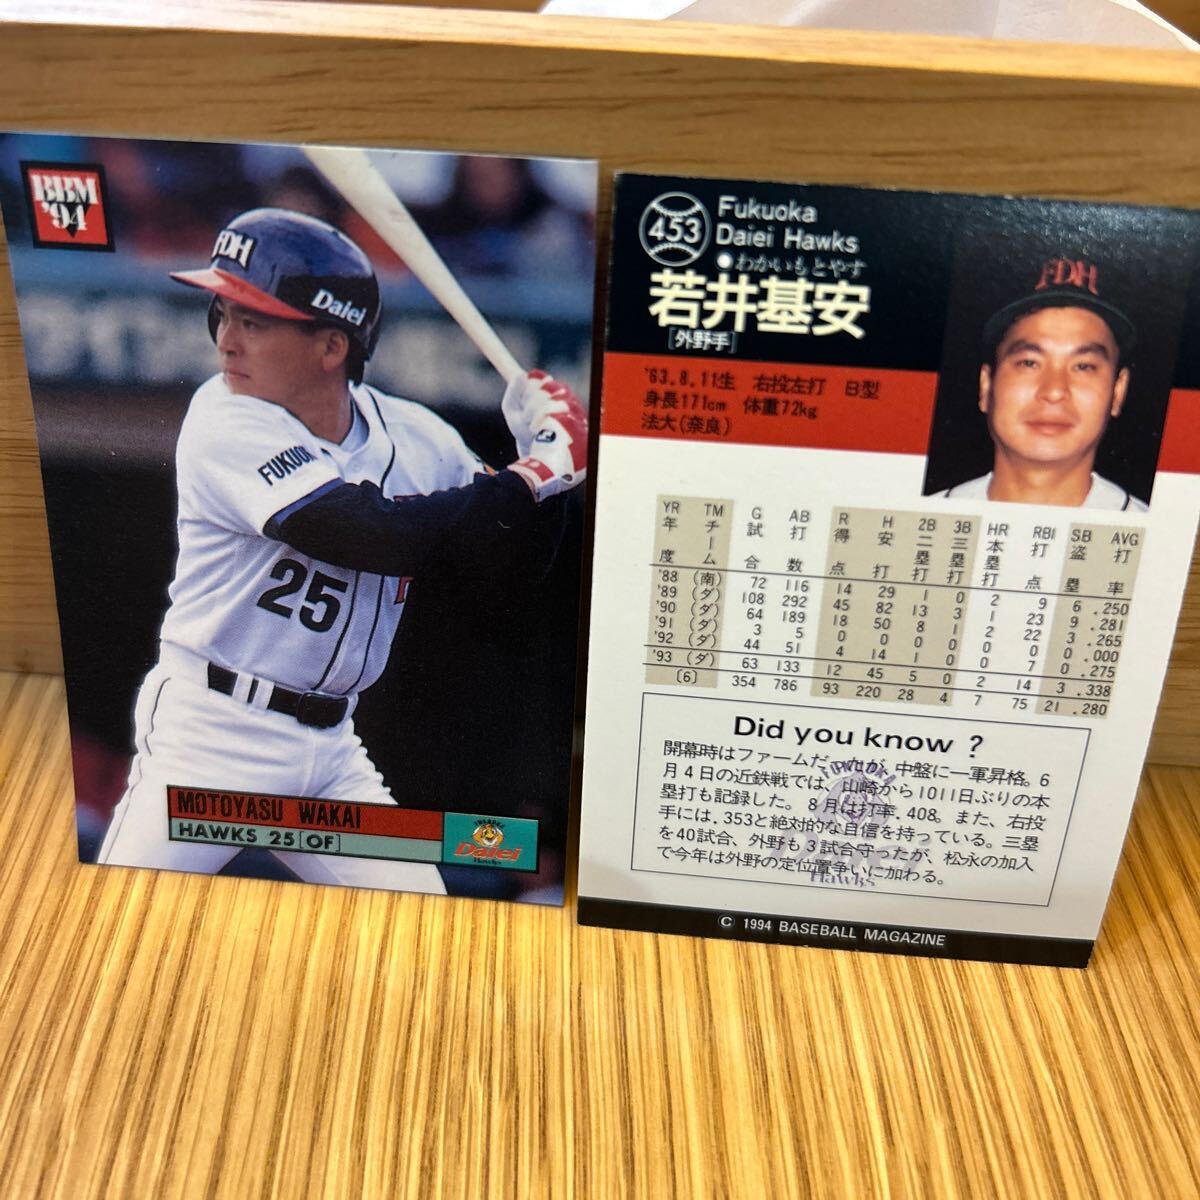 BBM
'94
FDH
Daiei
FUKUOK
25
MOTOYASU WAKAI
HAWKS 25 [OF]
FUKUOKA
Daiei
Hawks
453
Fukuoka
Daiei Hawks
●わかいもとやす
若井基安
[外野手]
FDH
'63.8.11生 右投左打 B型
身長171cm 体重72kg
法大(奈良)
YR TM G AB R H 2B 3B HR RBI SB AVG
年度 チーム 試合 打数 得点 安打 二塁打 三塁打 本塁打 打点 盗塁 打率
'88 (南) 72 116 14 29 1 0 2 9 6 .250
'89 (ダ) 108 292 45 82 13 3 1 23 9 .281
'90 (ダ) 64 189 18 50 8 1 2 22 3 .265
'91 (ダ) 3 5 0 0 0 0 0 0 0 .000
'92 (ダ) 44 51 4 14 1 0 0 7 0 .275
'93 (ダ) 63 133 12 45 5 0 2 14 3 .338
[6] 354 786 93 220 28 4 7 75 21 .280
Did you know ?
開幕時はファームだったが、中盤に一軍昇格。6
月4日の近鉄戦では、山崎から1011日ぶりの本
塁打も記録した。8月は打率.408。また、右投
手には.353と絶対的な自信を持っている。三塁
を40試合、外野も3試合守ったが、松永の加入
で今年は外野の定位置争いに加わる。
FUKUOKA
Hawks
© 1994 BASEBALL MAGAZINE